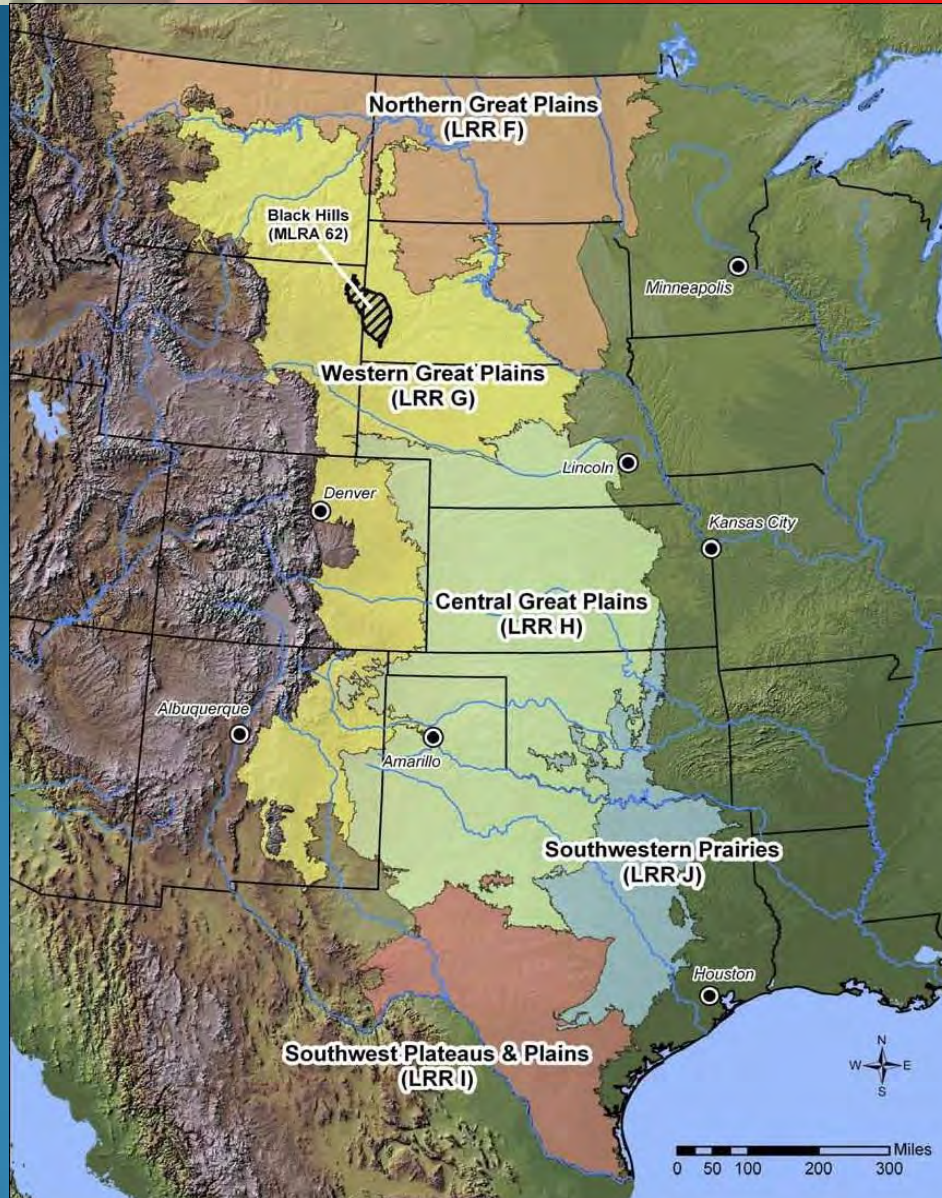 Northern Great Plains
(LRR F)
Black Hills
(MLRA 62)
Minneapolis
Western Great Plains
(LRR G)
Lincoln
Denver
Kansas City
Central Great Plains
(LRR H)
Albuquerque
Amarillo
Southwestern Prairies
(LRR J)
Houston
Southwest Plateaus & Plains
(LRR I)
N
W E
S
Miles
0 50 100 200 300